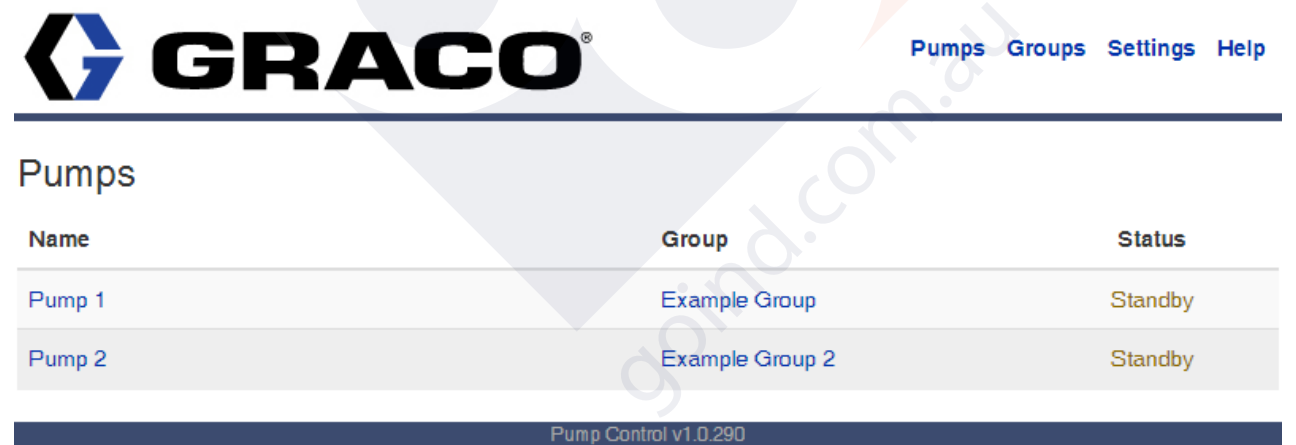 GRACO®
Pumps Groups Settings Help
Pumps
Name Group Status
Pump 1 Example Group Standby
Pump 2 Example Group 2 Standby
Pump Control v1.0.290
goind.com.au